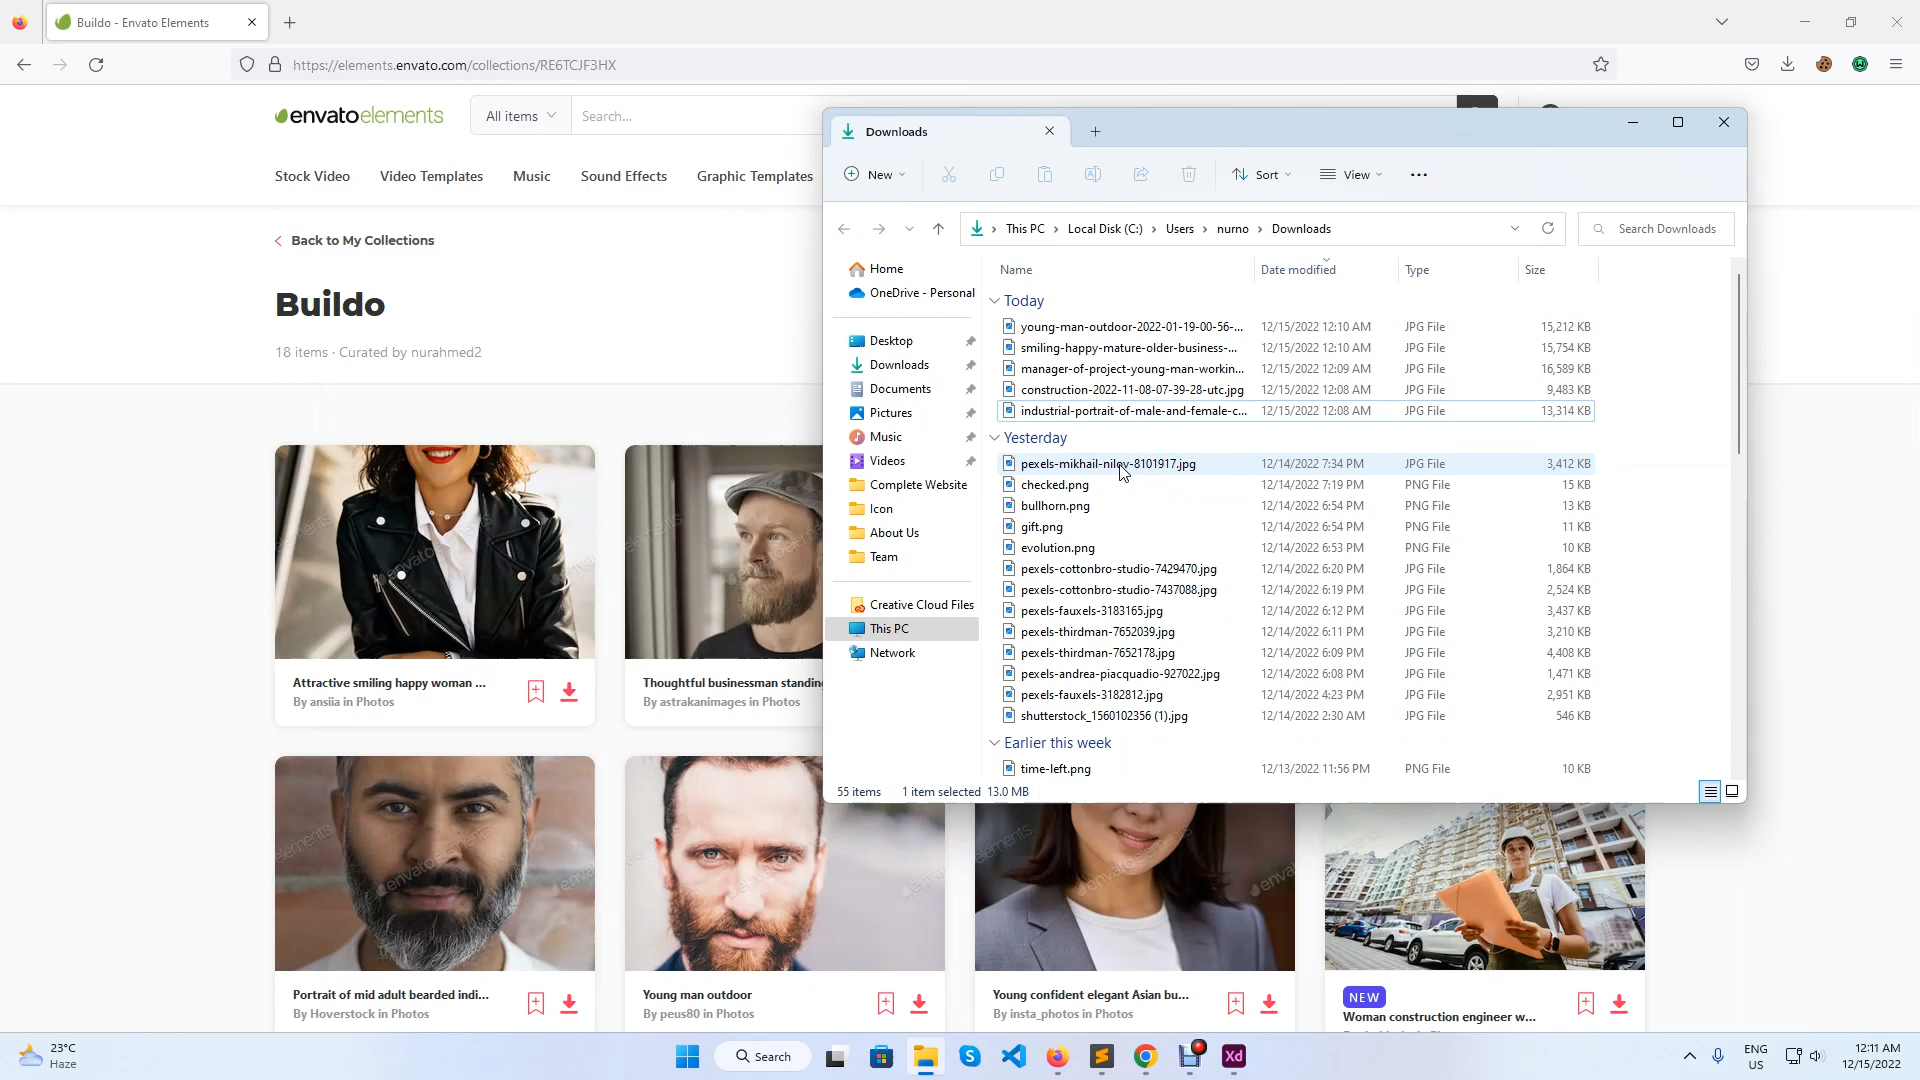 Buildo - Envato Elements
https://elements.envato.com/collections/RE6TCJF3HX
envatoelements
All items
Search...
Stock Video
Video Templates
Music
Sound Effects
Graphic Templates
Back to My Collections
Buildo
18 items · Curated by nurahmed2
Attractive smiling happy woman ...
By ansiia in Photos
Thoughtful businessman standing
By astrakanimages in Photos
Portrait of mid adult bearded indi...
By Hoverstock in Photos
Young man outdoor
By peus80 in Photos
Young confident elegant Asian bu...
By insta_photos in Photos
NEW
Woman construction engineer w...
Downloads
New
Sort
View
This PC
Local Disk (C:)
Users
nurno
Downloads
Search Downloads
Home
OneDrive - Personal
Desktop
Downloads
Documents
Pictures
Music
Videos
Complete Website
Icon
About Us
Team
Creative Cloud Files
This PC
Network
Name Date modified Type Size
Today
young-man-outdoor-2022-01-19-00-56-... 12/15/2022 12:10 AM JPG File 15,212 KB
smiling-happy-mature-older-business-... 12/15/2022 12:10 AM JPG File 15,754 KB
manager-of-project-young-man-workin... 12/15/2022 12:09 AM JPG File 16,589 KB
construction-2022-11-08-07-39-28-utc.jpg 12/15/2022 12:08 AM JPG File 9,483 KB
industrial-portrait-of-male-and-female-c... 12/15/2022 12:08 AM JPG File 13,314 KB
Yesterday
pexels-mikhail-nilov-8101917.jpg 12/14/2022 7:34 PM JPG File 3,412 KB
checked.png 12/14/2022 7:19 PM PNG File 15 KB
bullhorn.png 12/14/2022 6:54 PM PNG File 13 KB
gift.png 12/14/2022 6:54 PM PNG File 11 KB
evolution.png 12/14/2022 6:53 PM PNG File 10 KB
pexels-cottonbro-studio-7429470.jpg 12/14/2022 6:20 PM JPG File 1,864 KB
pexels-cottonbro-studio-7437088.jpg 12/14/2022 6:19 PM JPG File 2,524 KB
pexels-fauxels-3183165.jpg 12/14/2022 6:12 PM JPG File 3,437 KB
pexels-thirdman-7652039.jpg 12/14/2022 6:11 PM JPG File 3,210 KB
pexels-thirdman-7652178.jpg 12/14/2022 6:09 PM JPG File 4,408 KB
pexels-andrea-piacquadio-927022.jpg 12/14/2022 6:08 PM JPG File 1,471 KB
pexels-fauxels-3182812.jpg 12/14/2022 4:23 PM JPG File 2,951 KB
shutterstock_1560102356 (1).jpg 12/14/2022 2:30 AM JPG File 546 KB
Earlier this week
time-left.png 12/13/2022 11:56 PM PNG File 10 KB
55 items 1 item selected 13.0 MB
23°C
Haze
Search
Xd
ENG
US
12:11 AM
12/15/2022